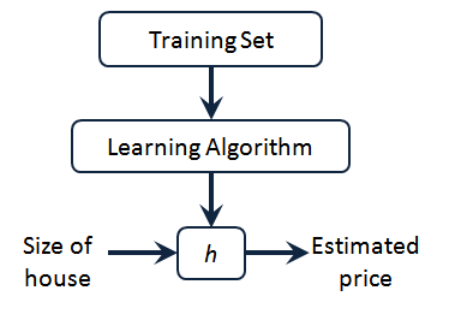 Training Set
Learning Algorithm
Size of
house
h
Estimated
price